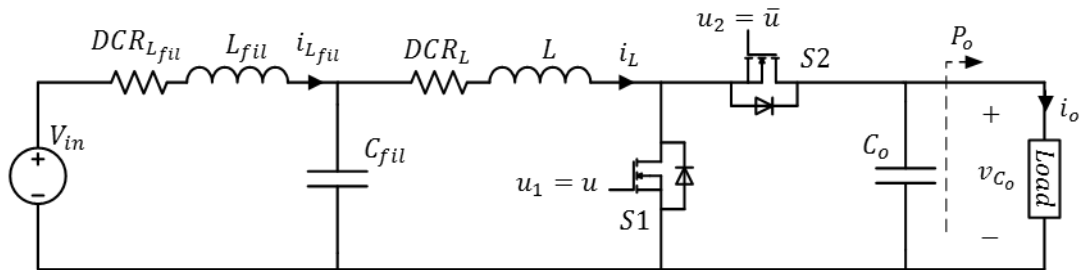 u₂ = ū
DCR_{L_{fil}} L_{fil} i_{L_{fil}} DCR_L L i_L S2 P_o
V_{in} C_{fil} u₁ = u S1 C_o + v_{C_o} − i_o Load
+
−